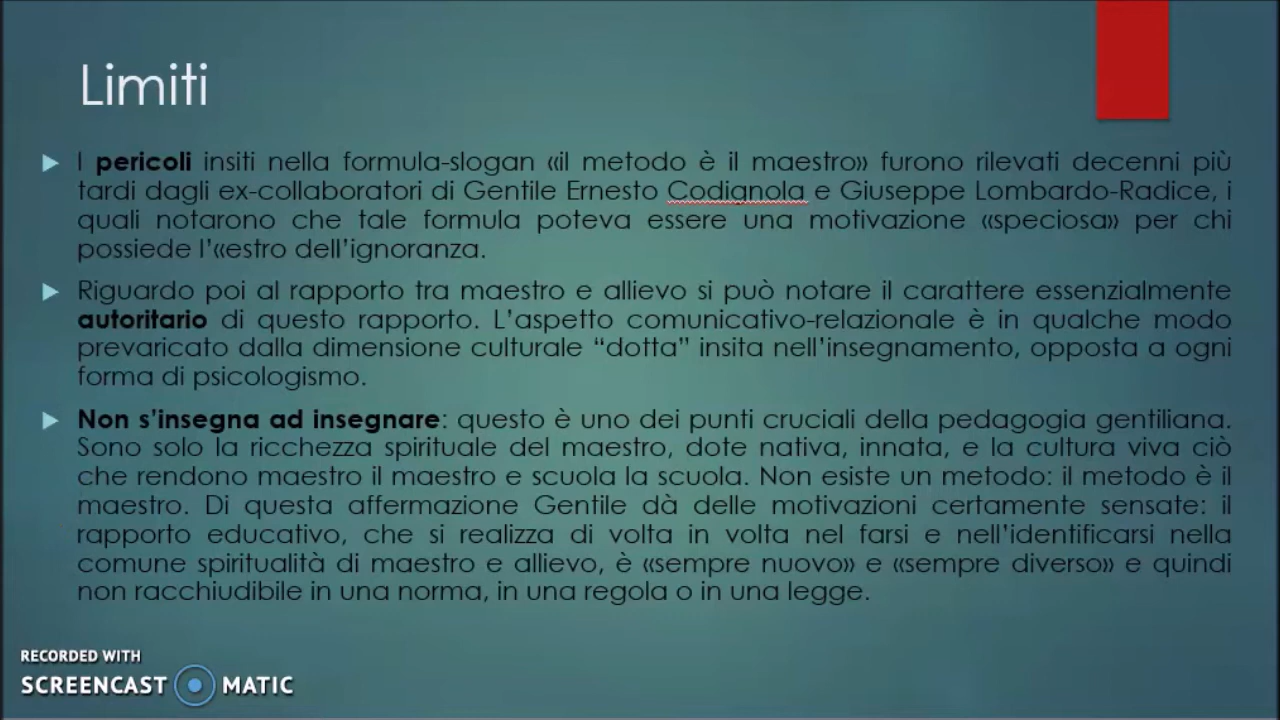 Limiti
I pericoli insiti nella formula-slogan «il metodo è il maestro» furono rilevati decenni più
tardi dagli ex-collaboratori di Gentile Ernesto Codignola e Giuseppe Lombardo-Radice, i
quali notarono che tale formula poteva essere una motivazione «speciosa» per chi
possiede l’««estro dell’ignoranza.
Riguardo poi al rapporto tra maestro e allievo si può notare il carattere essenzialmente
autoritario di questo rapporto. L’aspetto comunicativo-relazionale è in qualche modo
prevaricato dalla dimensione culturale “dotta” insita nell’insegnamento, opposta a ogni
forma di psicologismo.
Non s’insegna ad insegnare: questo è uno dei punti cruciali della pedagogia gentiliana.
Sono solo la ricchezza spirituale del maestro, dote nativa, innata, e la cultura viva ciò
che rendono maestro il maestro e scuola la scuola. Non esiste un metodo: il metodo è il
maestro. Di questa affermazione Gentile dà delle motivazioni certamente sensate: il
rapporto educativo, che si realizza di volta in volta nel farsi e nell’identificarsi nella
comune spiritualità di maestro e allievo, è «sempre nuovo» e «sempre diverso» e quindi
non racchiudibile in una norma, in una regola o in una legge.
RECORDED WITH
SCREENCAST MATIC